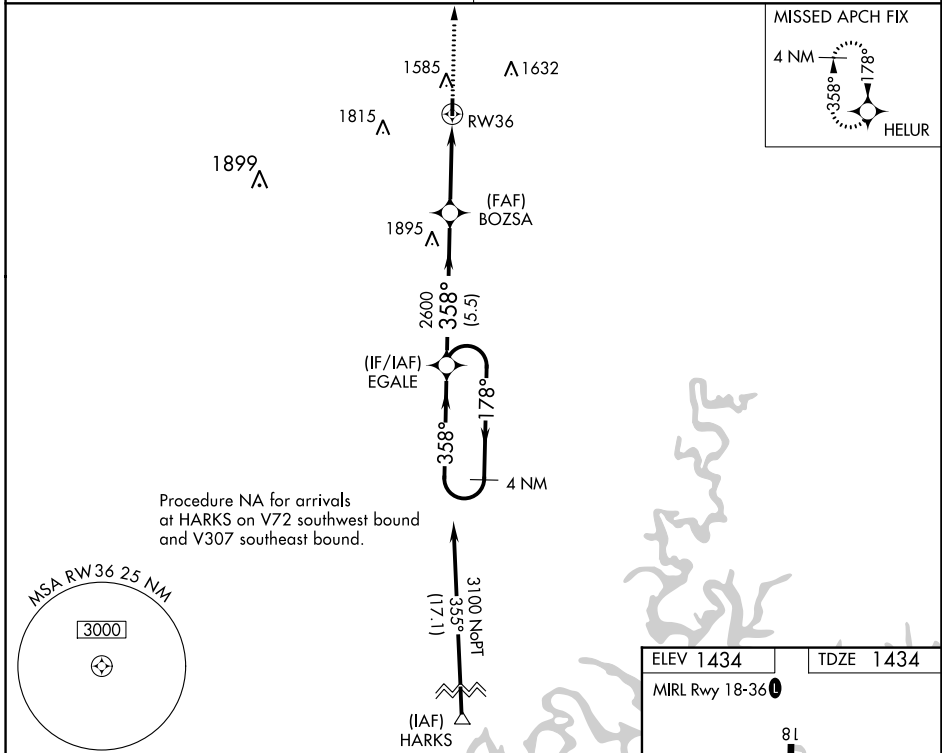 MISSED APCH FIX
4 NM
358°
178°
HELUR
1585
1632
1815
RW36
1899
(FAF)
BOZSA
1895
2600
358°
(5.5)
(IF/IAF)
EGALE
178°
358°
4 NM
Procedure NA for arrivals
at HARKS on V72 southwest bound
and V307 southeast bound.
MSA RW36 25 NM
3000
3100 NoPT
355°
(17.1)
(IAF)
HARKS
ELEV 1434
TDZE 1434
MIRL Rwy 18-36 L
18